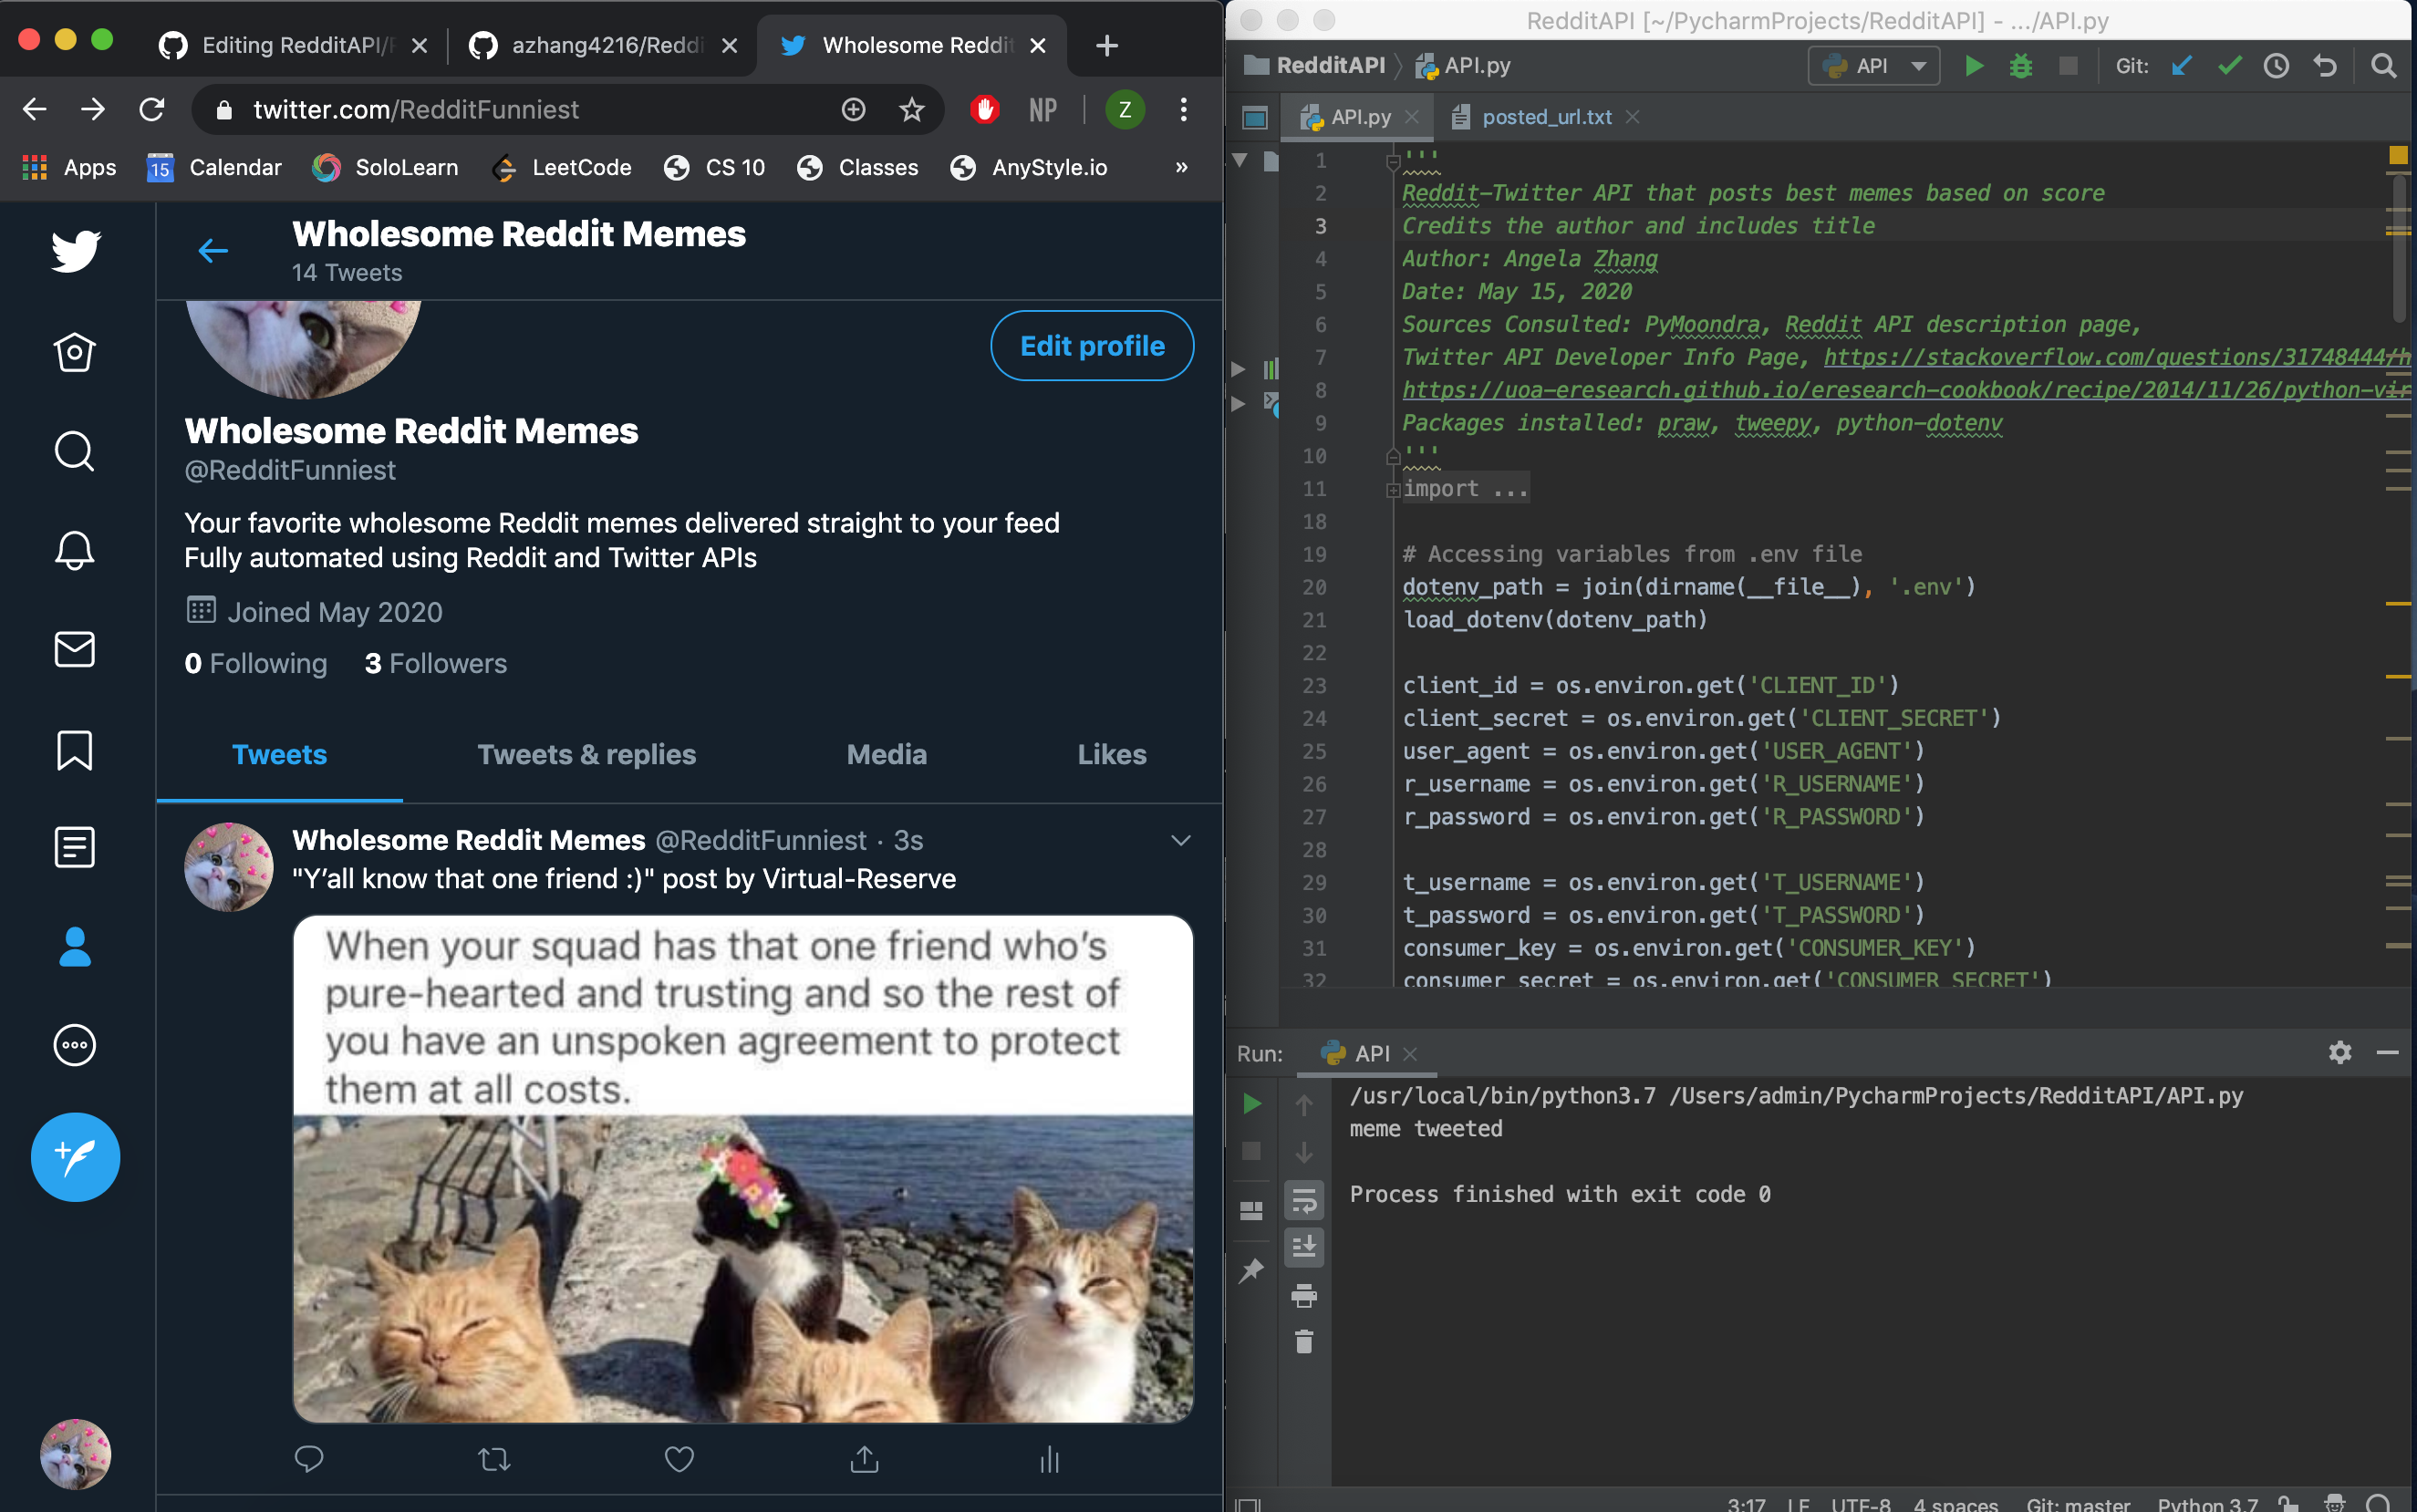 Editing RedditAPI/
azhang4216/Reddi
Wholesome Reddit
twitter.com/RedditFunniest
NP
Z
Apps
15
Calendar
SoloLearn
LeetCode
CS 10
Classes
AnyStyle.io
»
Wholesome Reddit Memes
14 Tweets
Edit profile
Wholesome Reddit Memes
@RedditFunniest
Your favorite wholesome Reddit memes delivered straight to your feed
Fully automated using Reddit and Twitter APIs
Joined May 2020
0 Following 3 Followers
Tweets Tweets & replies Media Likes
Wholesome Reddit Memes @RedditFunniest · 3s
"Y’all know that one friend :)" post by Virtual-Reserve
When your squad has that one friend who’s
pure-hearted and trusting and so the rest of
you have an unspoken agreement to protect
them at all costs.
RedditAPI [~/PycharmProjects/RedditAPI] - .../API.py
RedditAPI API.py
API
Git:
API.py
posted_url.txt
1 '''
2 Reddit-Twitter API that posts best memes based on score
3 Credits the author and includes title
4 Author: Angela Zhang
5 Date: May 15, 2020
6 Sources Consulted: PyMoondra, Reddit API description page,
7 Twitter API Developer Info Page, https://stackoverflow.com/questions/31748444/h
8 https://uoa-eresearch.github.io/eresearch-cookbook/recipe/2014/11/26/python-vir
9 Packages installed: praw, tweepy, python-dotenv
10 '''
11 import ...
18
19 # Accessing variables from .env file
20 dotenv_path = join(dirname(__file__), '.env')
21 load_dotenv(dotenv_path)
22
23 client_id = os.environ.get('CLIENT_ID')
24 client_secret = os.environ.get('CLIENT_SECRET')
25 user_agent = os.environ.get('USER_AGENT')
26 r_username = os.environ.get('R_USERNAME')
27 r_password = os.environ.get('R_PASSWORD')
28
29 t_username = os.environ.get('T_USERNAME')
30 t_password = os.environ.get('T_PASSWORD')
31 consumer_key = os.environ.get('CONSUMER_KEY')
32 consumer_secret = os.environ.get('CONSUMER_SECRET')
Run: API
/usr/local/bin/python3.7 /Users/admin/PycharmProjects/RedditAPI/API.py
meme tweeted
Process finished with exit code 0
3:17 LF UTF-8 4 spaces Git: master Python 3.7